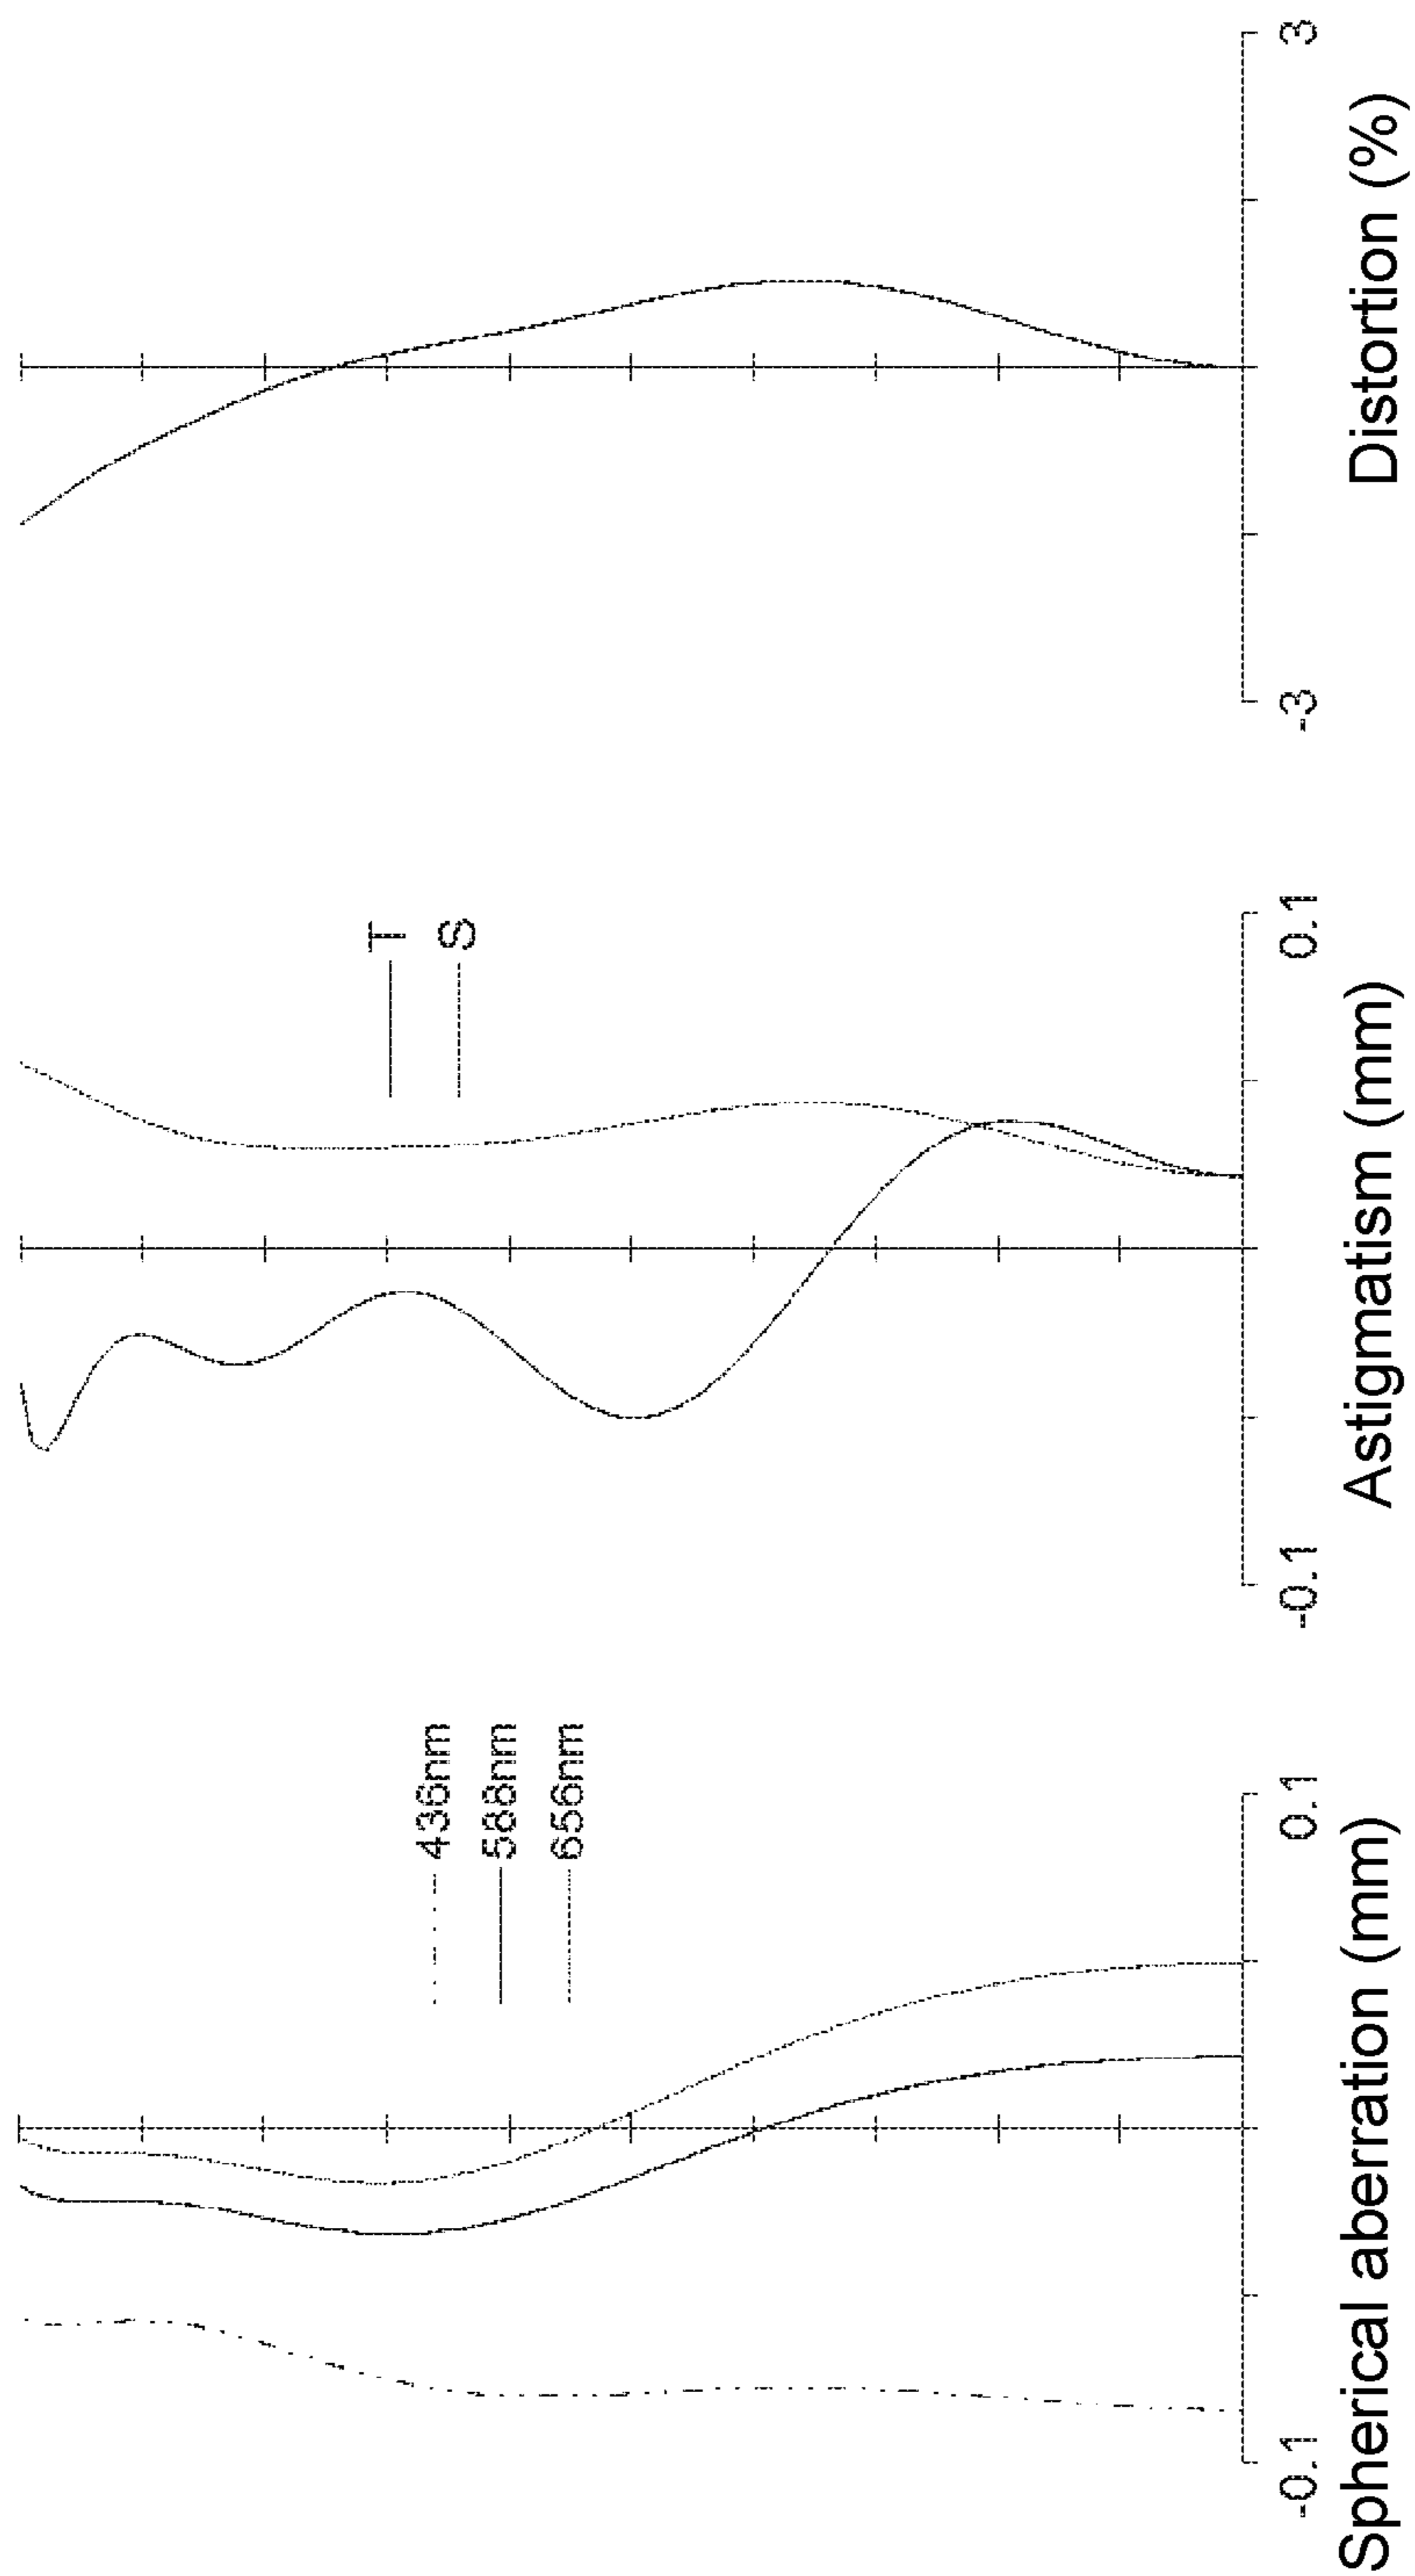 436nm
588nm
656nm
-0.1
0.1
Spherical aberration (mm)
T
S
-0.1
0.1
Astigmatism (mm)
-3
3
Distortion (%)